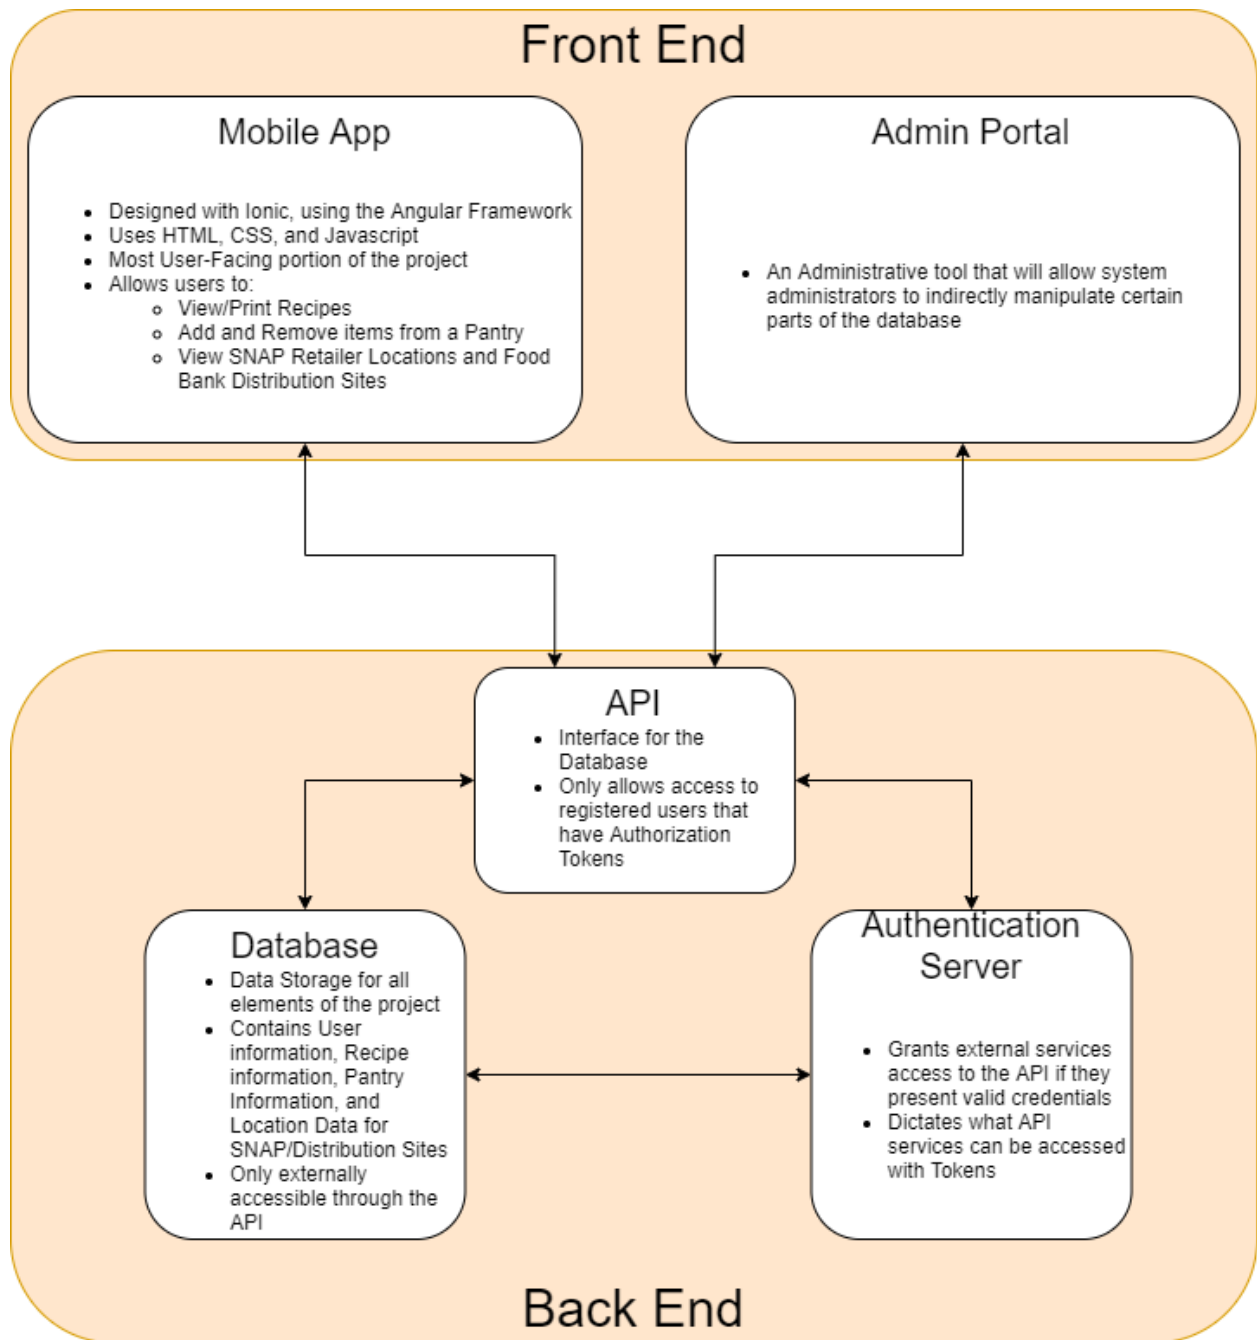 Front End
Mobile App
• Designed with Ionic, using the Angular Framework
• Uses HTML, CSS, and Javascript
• Most User-Facing portion of the project
• Allows users to:
◦ View/Print Recipes
◦ Add and Remove items from a Pantry
◦ View SNAP Retailer Locations and Food
Bank Distribution Sites
Admin Portal
• An Administrative tool that will allow system
administrators to indirectly manipulate certain
parts of the database
API
• Interface for the
Database
• Only allows access to
registered users that
have Authorization
Tokens
Database
• Data Storage for all
elements of the project
• Contains User
information, Recipe
information, Pantry
Information, and
Location Data for
SNAP/Distribution Sites
• Only externally
accessible through the
API
Authentication
Server
• Grants external services
access to the API if they
present valid credentials
• Dictates what API
services can be accessed
with Tokens
Back End